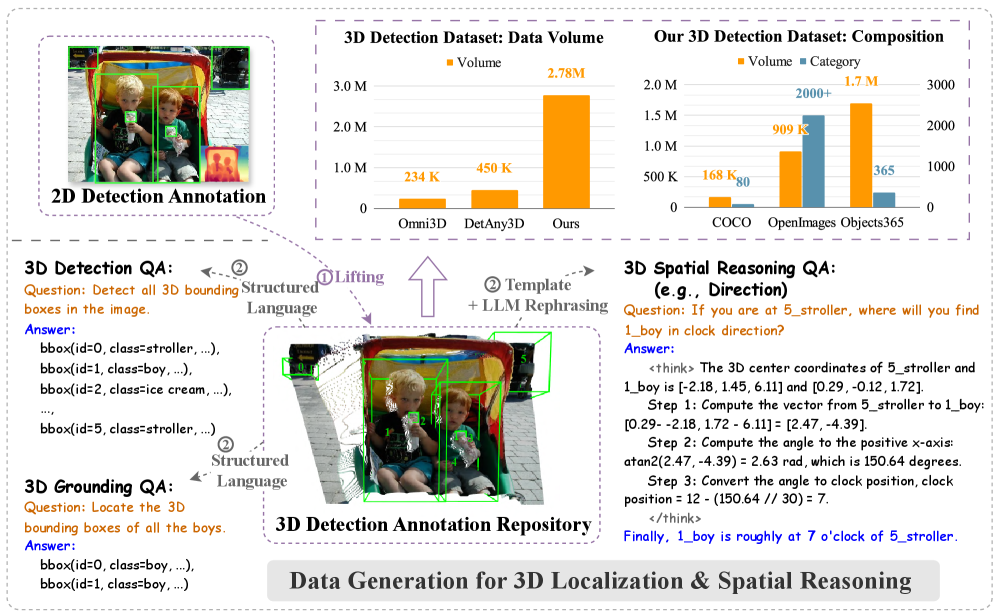 2D Detection Annotation
3D Detection Dataset: Data Volume
Volume
3.0 M
2.0 M
1.0 M
0
234 K
450 K
2.78M
Omni3D
DetAny3D
Ours
Our 3D Detection Dataset: Composition
Volume
Category
2.0 M
1.5 M
1.0 M
500 K
0
168 K
80
909 K
2000+
1.7 M
365
3000
2000
1000
0
COCO
OpenImages
Objects365
3D Detection QA:
Question: Detect all 3D bounding
boxes in the image.
Answer:
bbox(id=0, class=stroller, ...),
bbox(id=1, class=boy, ...),
bbox(id=2, class=ice cream, ...),
...,
bbox(id=5, class=stroller, ...)
2
Structured
Language
1 Lifting
2 Template
+ LLM Rephrasing
2
Structured
Language
0
1
2
5
3D Detection Annotation Repository
3D Grounding QA:
Question: Locate the 3D
bounding boxes of all the boys.
Answer:
bbox(id=0, class=boy, ...),
bbox(id=1, class=boy, ...)
3D Spatial Reasoning QA:
(e.g., Direction)
Question: If you are at 5_stroller, where will you find
1_boy in clock direction?
Answer:
<think> The 3D center coordinates of 5_stroller and
1_boy is [-2.18, 1.45, 6.11] and [0.29, -0.12, 1.72].
Step 1: Compute the vector from 5_stroller to 1_boy:
[0.29- -2.18, 1.72 - 6.11] = [2.47, -4.39].
Step 2: Compute the angle to the positive x-axis:
atan2(2.47, -4.39) = 2.63 rad, which is 150.64 degrees.
Step 3: Convert the angle to clock position, clock
position = 12 - (150.64 // 30) = 7.
</think>
Finally, 1_boy is roughly at 7 o'clock of 5_stroller.
Data Generation for 3D Localization & Spatial Reasoning